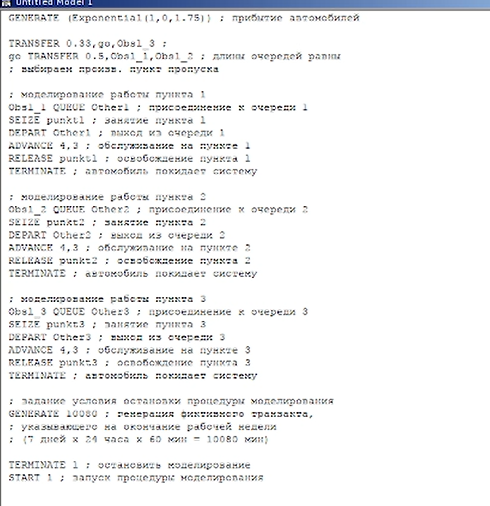 Untitled Model 1
GENERATE (Exponential(1,0,1.75)) ; прибытие автомобилей
TRANSFER 0.33,go,Obsl_3 ;
go TRANSFER 0.5,Obsl_1,Obsl_2 ; длины очередей равны
; выбираем произв. пункт пропуска
; моделирование работы пункта 1
Obsl_1 QUEUE Other1 ; присоединение к очереди 1
SEIZE punkt1 ; занятие пункта 1
DEPART Other1 ; выход из очереди 1
ADVANCE 4,3 ; обслуживание на пункте 1
RELEASE punkt1 ; освобождение пункта 1
TERMINATE ; автомобиль покидает систему
; моделирование работы пункта 2
Obsl_2 QUEUE Other2 ; присоединение к очереди 2
SEIZE punkt2 ; занятие пункта 2
DEPART Other2 ; выход из очереди 2
ADVANCE 4,3 ; обслуживание на пункте 2
RELEASE punkt2 ; освобождение пункта 2
TERMINATE ; автомобиль покидает систему
; моделирование работы пункта 3
Obsl_3 QUEUE Other3 ; присоединение к очереди 3
SEIZE punkt3 ; занятие пункта 3
DEPART Other3 ; выход из очереди 3
ADVANCE 4,3 ; обслуживание на пункте 3
RELEASE punkt3 ; освобождение пункта 3
TERMINATE ; автомобиль покидает систему
; задание условия остановки процедуры моделирования
GENERATE 10080 ; генерация фиктивного транзакта,
; указывающего на окончание рабочей недели
; (7 дней x 24 часа x 60 мин = 10080 мин)
TERMINATE 1 ; остановить моделирование
START 1 ; запуск процедуры моделирования